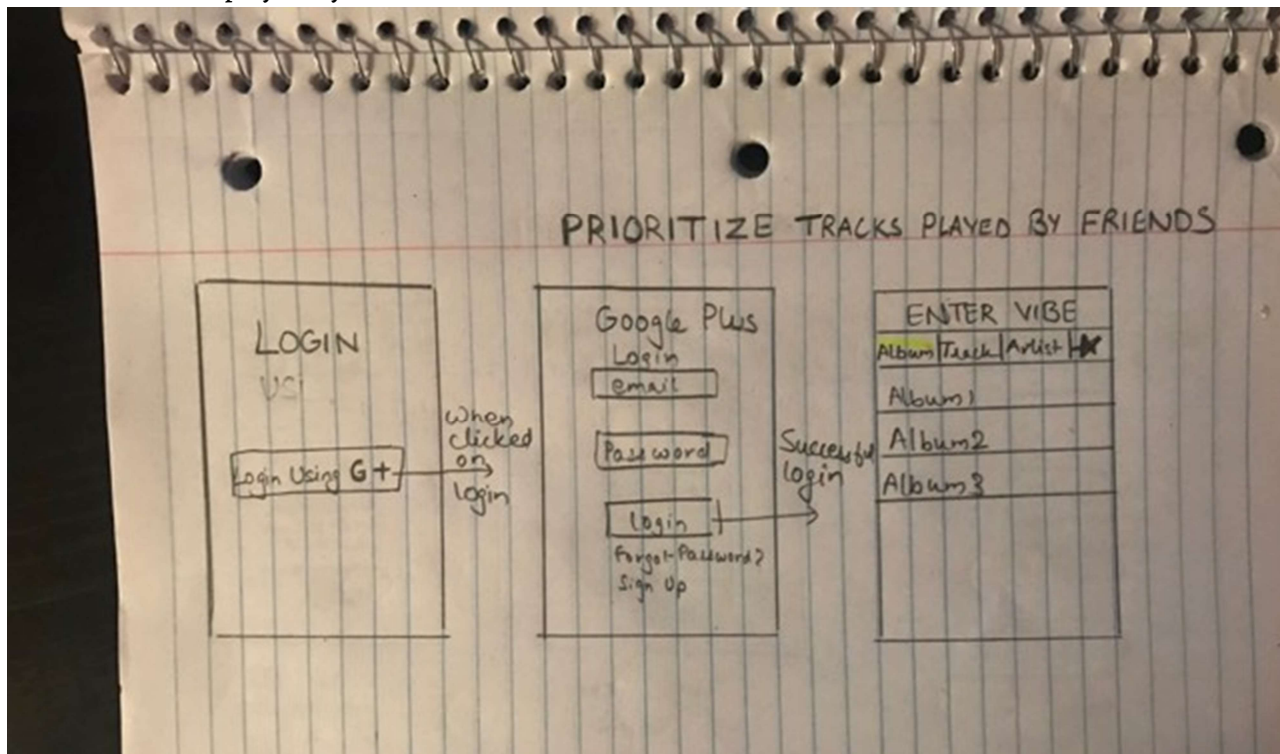 PRIORITIZE TRACKS PLAYED BY FRIENDS
LOGIN
Login Using G+
When
clicked
on
login
Google Plus
Login
email
Password
login
Forgot Password?
Sign Up
Successful
login
ENTER VIBE
Album Track Artist
Album1
Album2
Album3